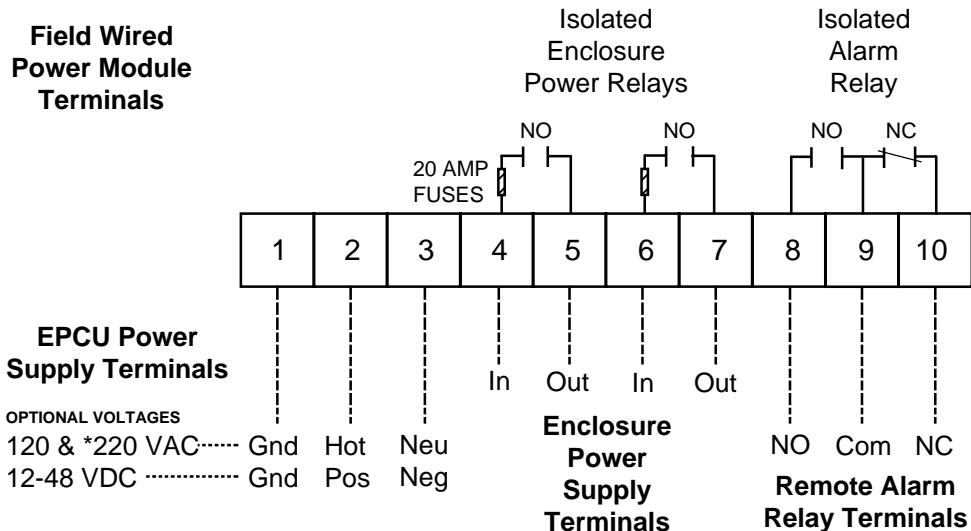 Field Wired
Power Module
Terminals
Isolated
Enclosure
Power Relays
Isolated
Alarm
Relay
NO
NO
NO
NC
20 AMP
FUSES
1 2 3 4 5 6 7 8 9 10
EPCU Power
Supply Terminals
In Out In Out
OPTIONAL VOLTAGES
120 & *220 VAC Gnd Hot Neu
12-48 VDC Gnd Pos Neg
Enclosure
Power
Supply
Terminals
NO Com NC
Remote Alarm
Relay Terminals